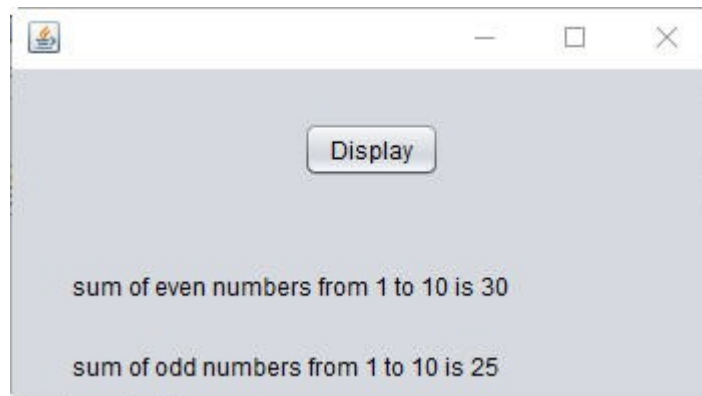 Display
sum of even numbers from 1 to 10 is 30
sum of odd numbers from 1 to 10 is 25